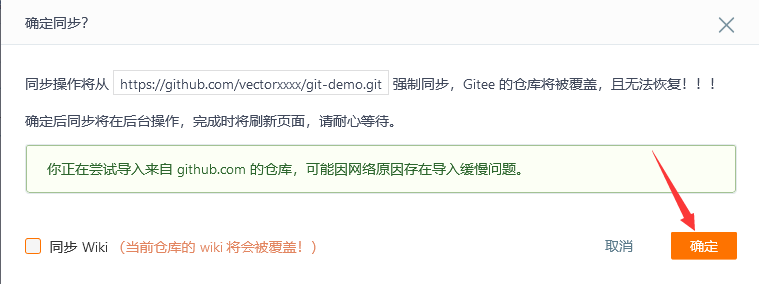 确定同步？
同步操作将从 https://github.com/vectorxxxx/git-demo.git 强制同步，Gitee 的仓库将被覆盖，且无法恢复！！！
确定后同步将在后台操作，完成时将刷新页面，请耐心等待。
你正在尝试导入来自 github.com 的仓库，可能因网络原因存在导入缓慢问题。
同步 Wiki （当前仓库的 wiki 将会被覆盖！） 取消 确定